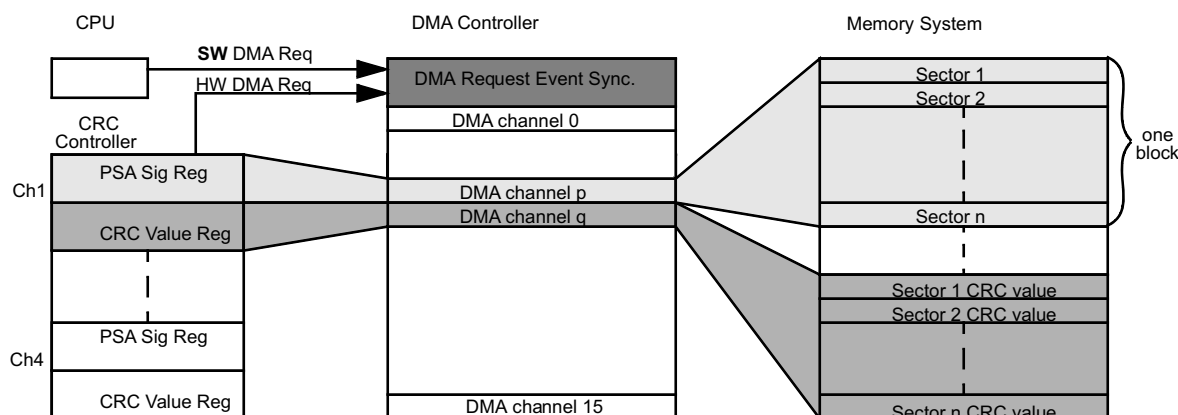 CPU
DMA Controller
Memory System
SW DMA Req
HW DMA Req
DMA Request Event Sync.
DMA channel 0
Sector 1
Sector 2
one
block
CRC
Controller
Ch1
PSA Sig Reg
CRC Value Reg
DMA channel p
DMA channel q
Sector n
Sector 1 CRC value
Sector 2 CRC value
Ch4
PSA Sig Reg
CRC Value Reg
DMA channel 15
Sector n CRC value